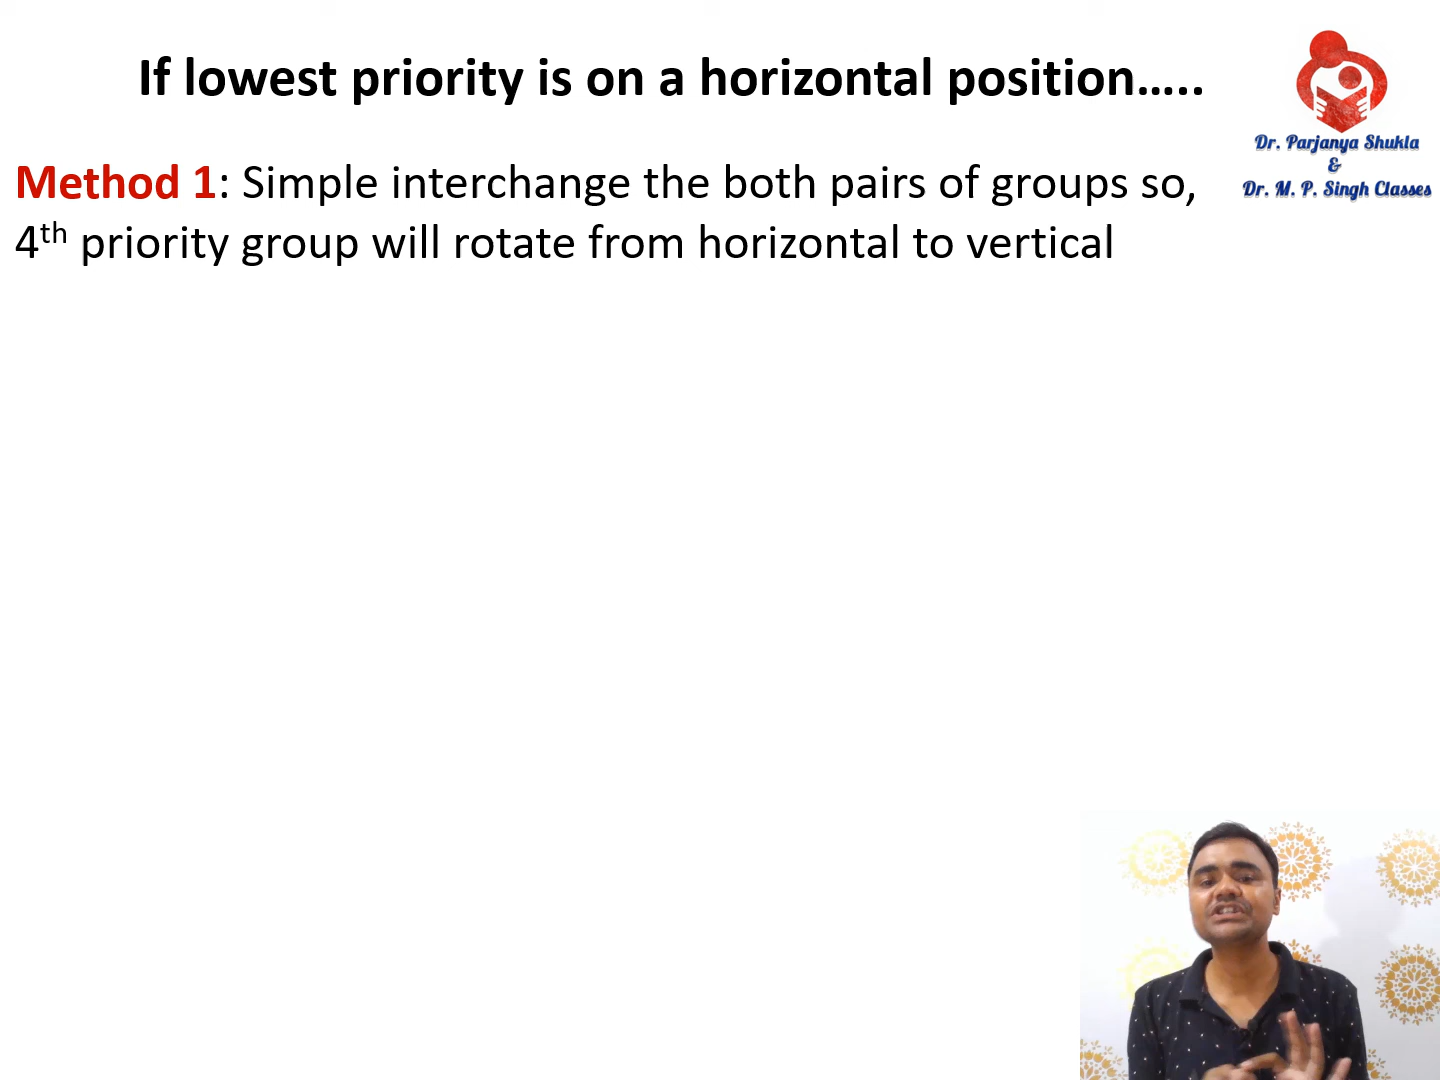 If lowest priority is on a horizontal position.....
Dr. Parjanya Shukla
&
Dr. M. P. Singh Classes
Method 1: Simple interchange the both pairs of groups so,
4th priority group will rotate from horizontal to vertical